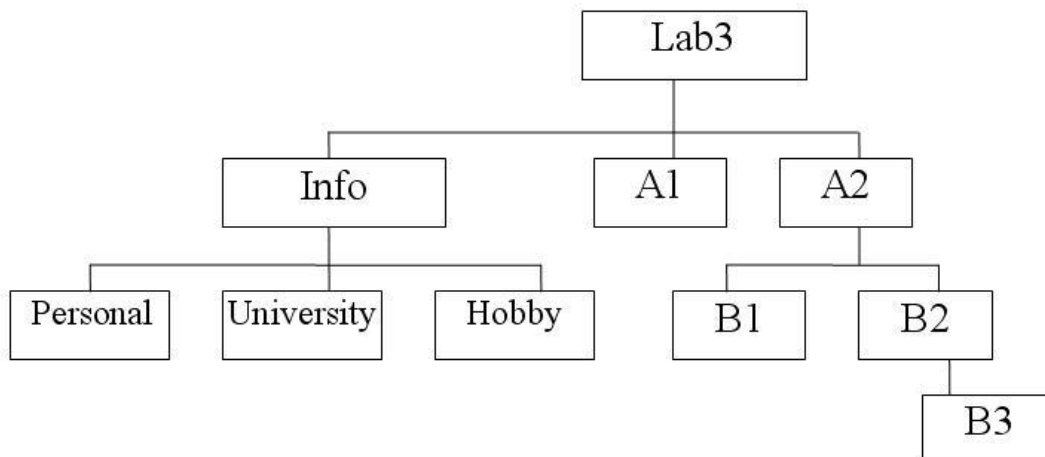 Lab3
Info
A1
A2
Personal
University
Hobby
B1
B2
B3